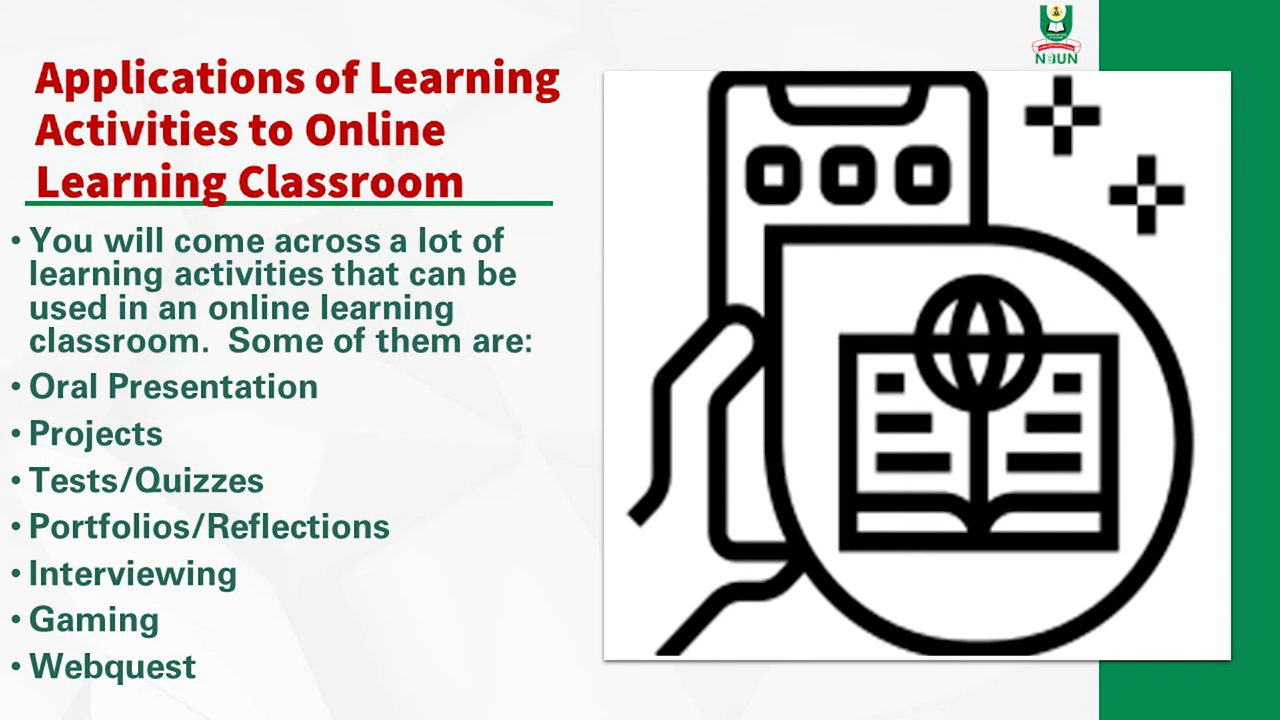 NOUN
Applications of Learning
Activities to Online
Learning Classroom
• You will come across a lot of
learning activities that can be
used in an online learning
classroom.  Some of them are:
• Oral Presentation
• Projects
• Tests/Quizzes
• Portfolios/Reflections
• Interviewing
• Gaming
• Webquest